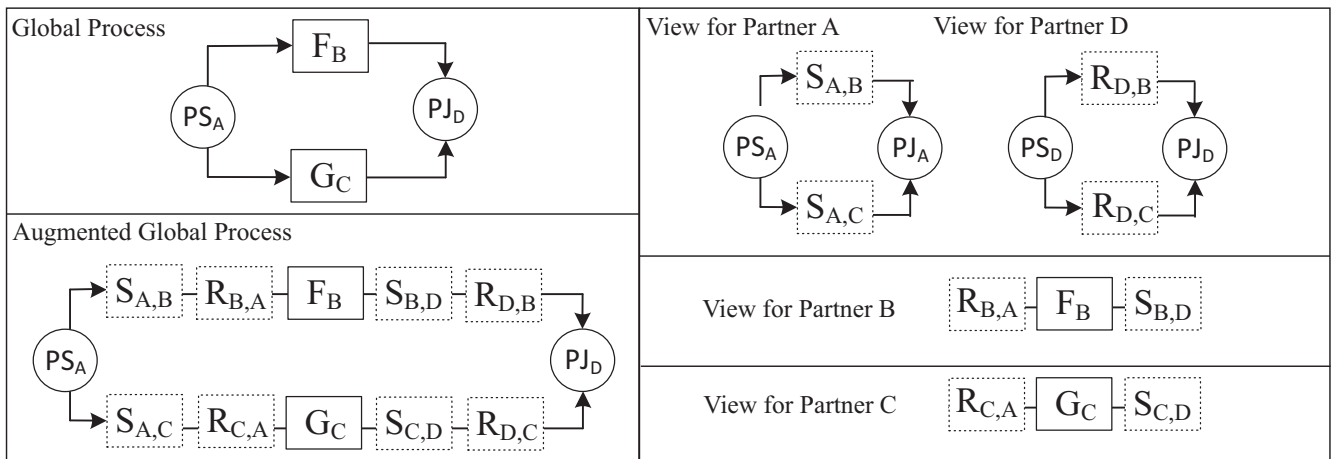 Global Process
F_B
PS_A
PJ_D
G_C
Augmented Global Process
S_A,B R_B,A F_B S_B,D R_D,B
PS_A PJ_D
S_A,C R_C,A G_C S_C,D R_D,C
View for Partner A
S_A,B
PS_A PJ_A
S_A,C
View for Partner D
R_D,B
PS_D PJ_D
R_D,C
View for Partner B R_B,A F_B S_B,D
View for Partner C R_C,A G_C S_C,D